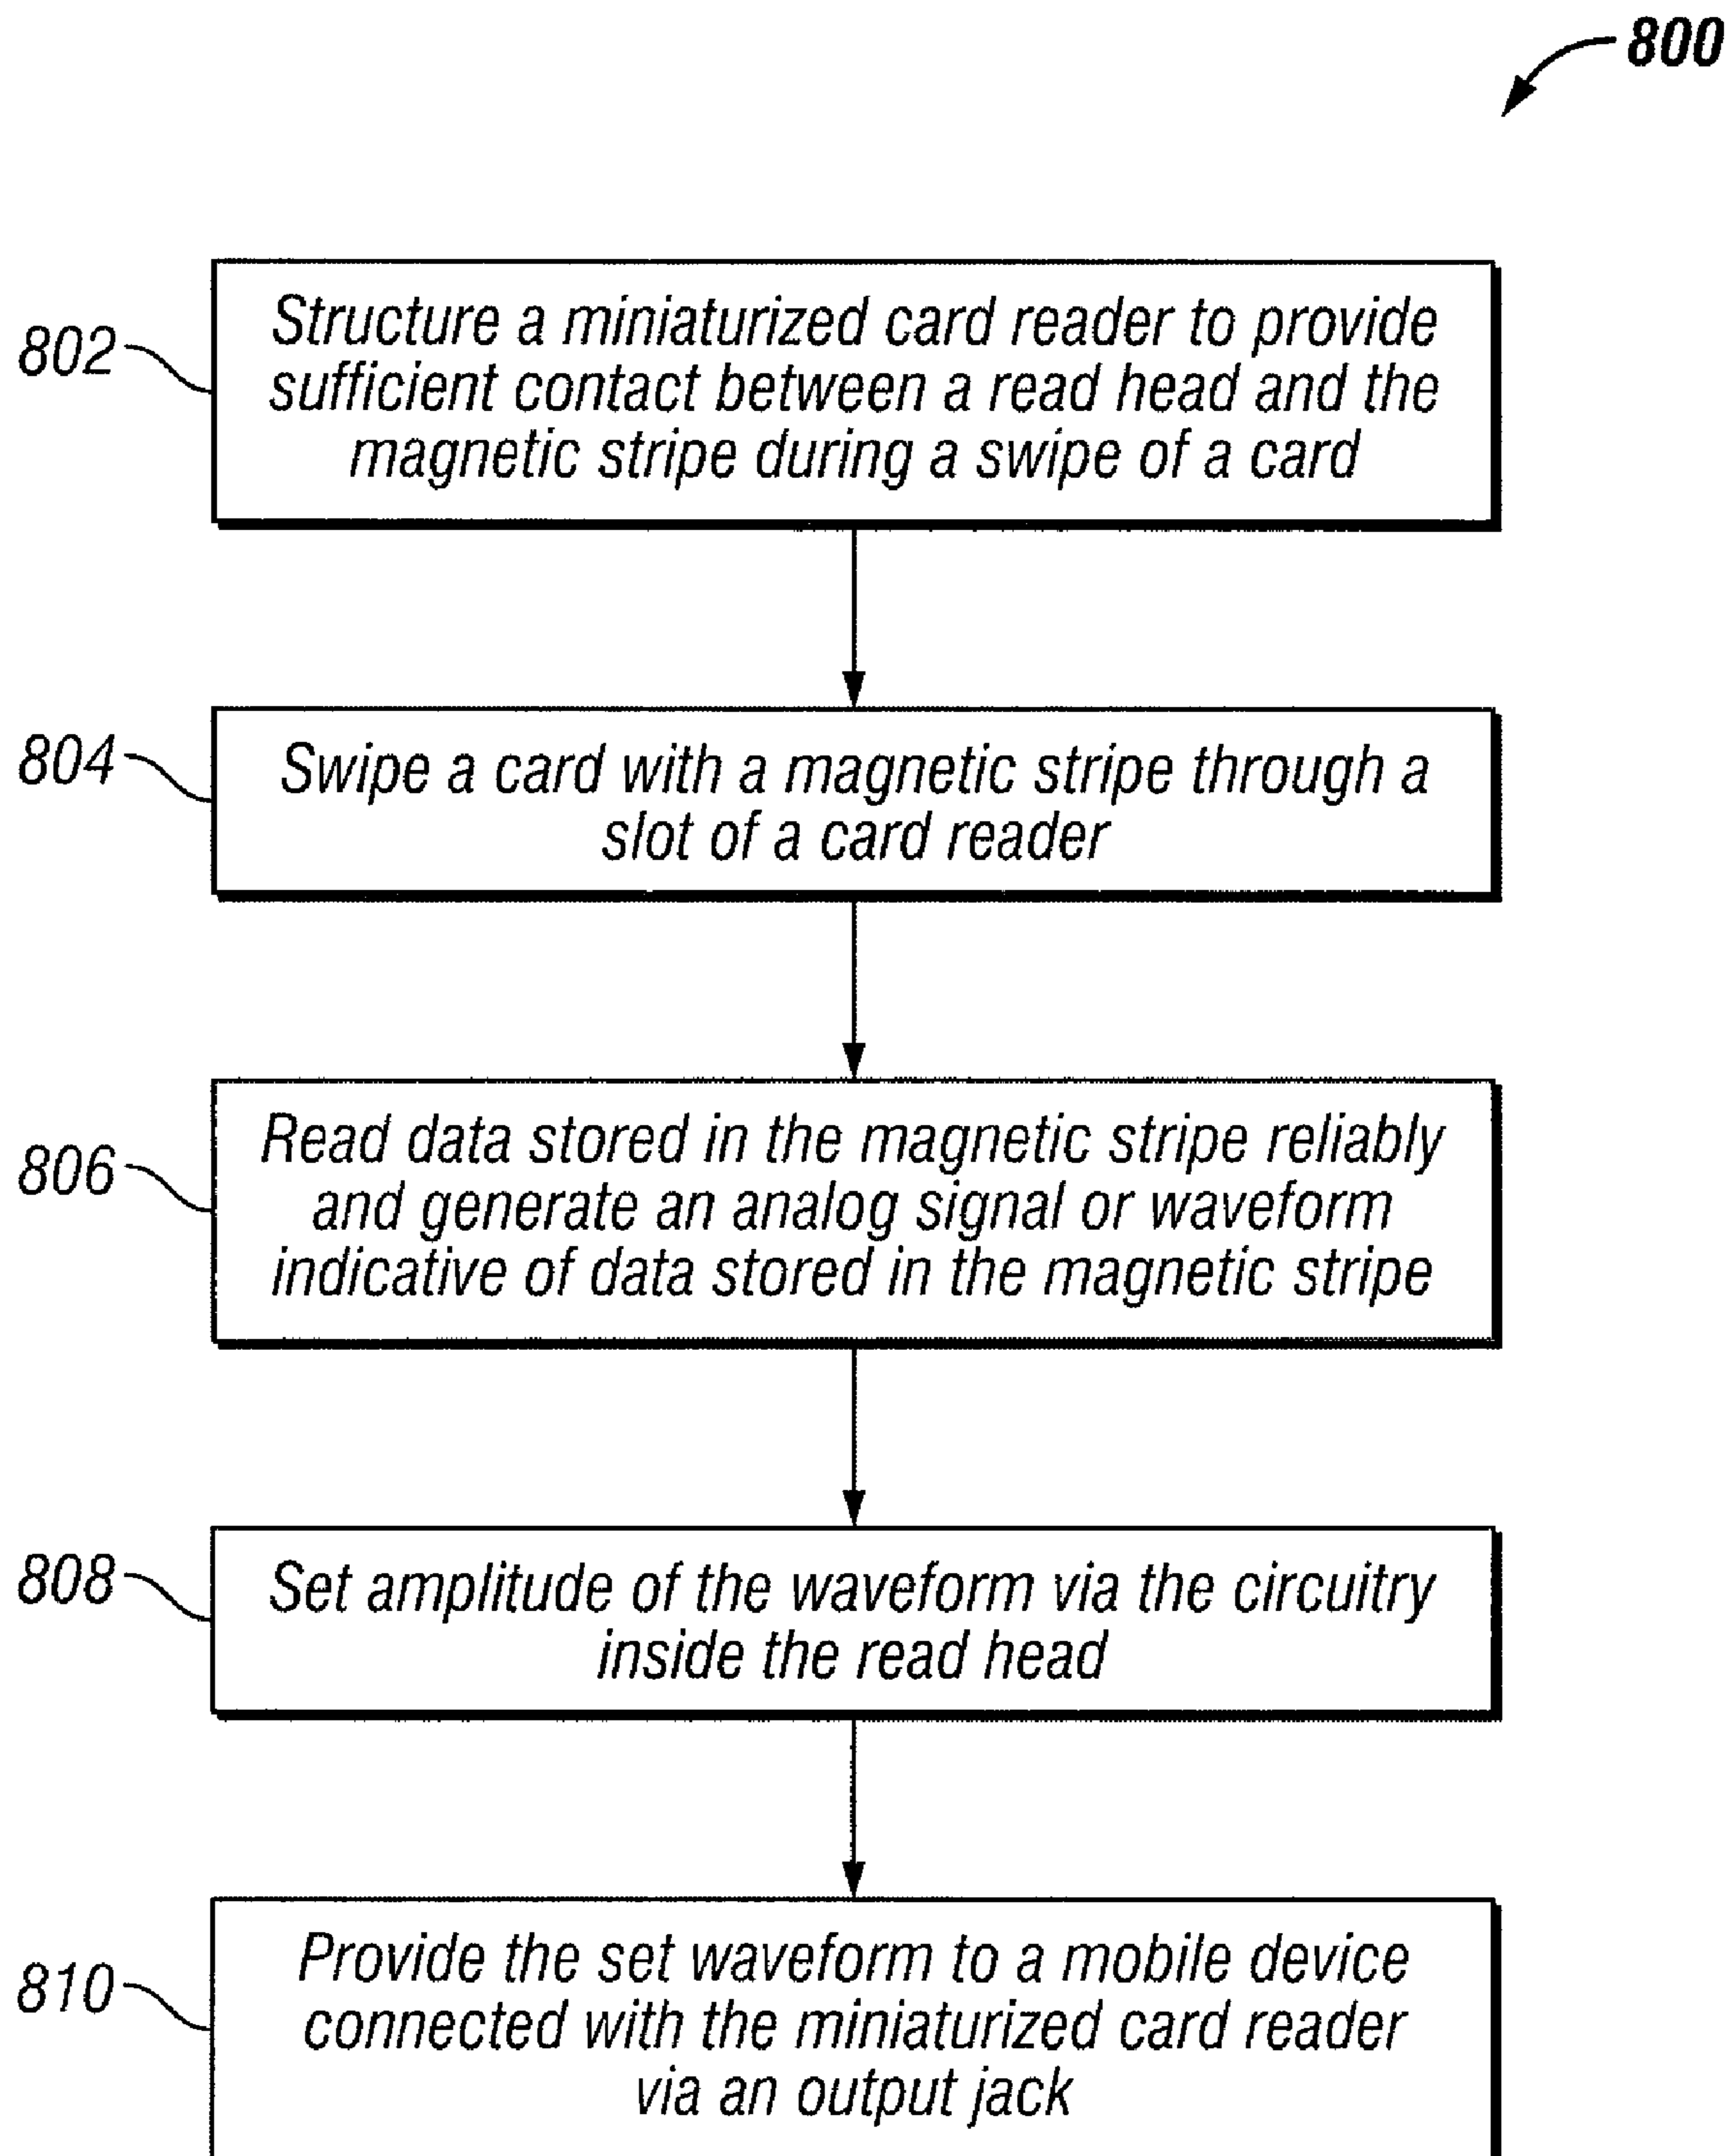 800
802
Structure a miniaturized card reader to provide
sufficient contact between a read head and the
magnetic stripe during a swipe of a card
804
Swipe a card with a magnetic stripe through a
slot of a card reader
806
Read data stored in the magnetic stripe reliably
and generate an analog signal or waveform
indicative of data stored in the magnetic stripe
808
Set amplitude of the waveform via the circuitry
inside the read head
810
Provide the set waveform to a mobile device
connected with the miniaturized card reader
via an output jack